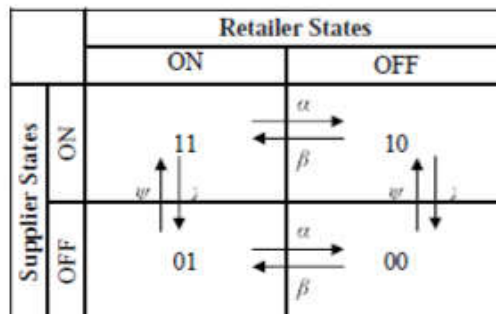 Retailer States
ON OFF
Supplier States
ON
OFF
α
11 10
β
ψ λ ψ λ
α
01 00
β